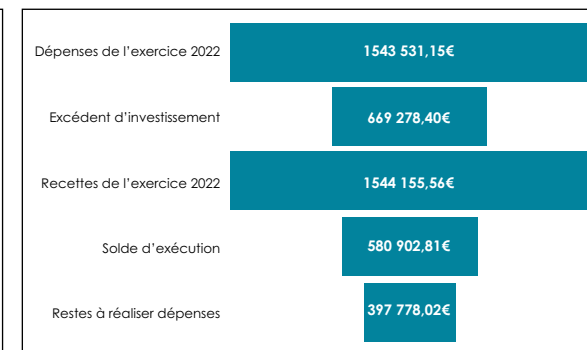 Dépenses de l'exercice 2022 1543 531,15€
Excédent d'investissement 669 278,40€
Recettes de l'exercice 2022 1544 155,56€
Solde d'exécution 580 902,81€
Restes à réaliser dépenses 397 778,02€